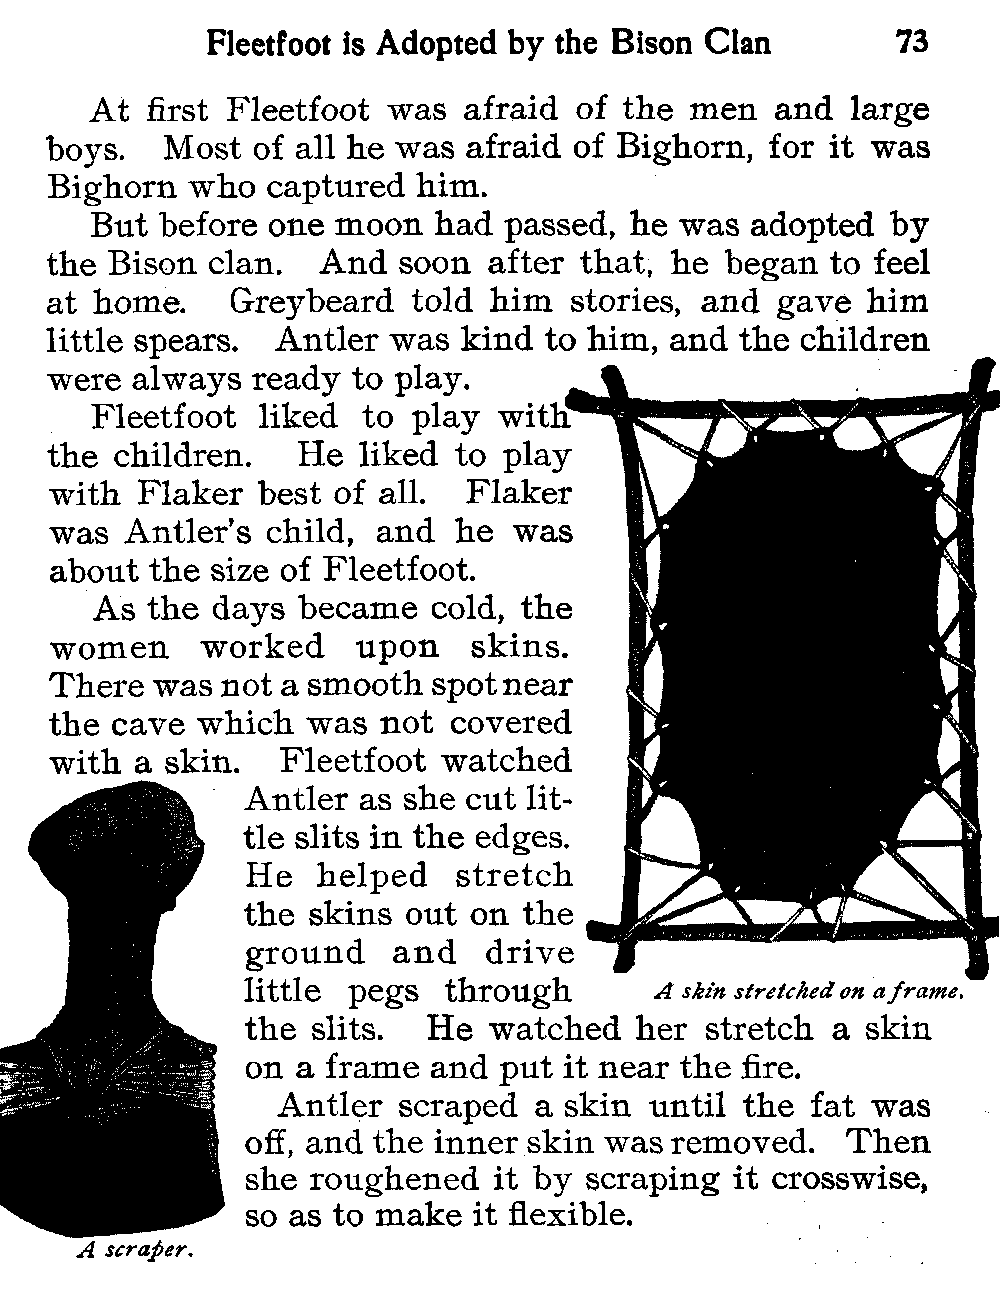 Fleetfoot is Adopted by the Bison Clan 73
At first Fleetfoot was afraid of the men and large
boys. Most of all he was afraid of Bighorn, for it was
Bighorn who captured him.
But before one moon had passed, he was adopted by
the Bison clan. And soon after that, he began to feel
at home. Greybeard told him stories, and gave him
little spears. Antler was kind to him, and the children
were always ready to play.
Fleetfoot liked to play with
the children. He liked to play
with Flaker best of all. Flaker
was Antler's child, and he was
about the size of Fleetfoot.
As the days became cold, the
women worked upon skins.
There was not a smooth spot near
the cave which was not covered
with a skin. Fleetfoot watched
Antler as she cut lit-
tle slits in the edges.
He helped stretch
the skins out on the
ground and drive
little pegs through
A skin stretched on a frame.
the slits. He watched her stretch a skin
on a frame and put it near the fire.
Antler scraped a skin until the fat was
off, and the inner skin was removed. Then
she roughened it by scraping it crosswise,
so as to make it flexible.
A scraper.